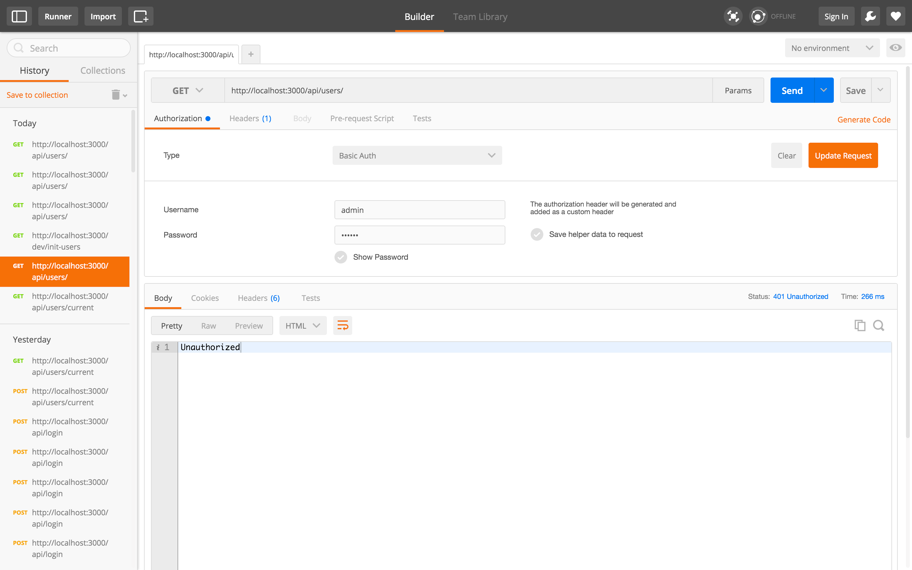 Runner
Import
Builder
Team Library
OFFLINE
Sign In
Search
History
Collections
Save to collection
Today
GET http://localhost:3000/
api/users/
GET http://localhost:3000/
api/users/
GET http://localhost:3000/
api/users/
GET http://localhost:3000/
dev/init-users
GET http://localhost:3000/
api/users/
GET http://localhost:3000/
api/users/current
Yesterday
GET http://localhost:3000/
api/users/current
POST http://localhost:3000/
api/users/current
POST http://localhost:3000/
api/login
POST http://localhost:3000/
api/login
POST http://localhost:3000/
api/login
POST http://localhost:3000/
api/login
POST http://localhost:3000/
api/login
http://localhost:3000/api/u
+
No environment
GET
http://localhost:3000/api/users/
Params
Send
Save
Authorization
Headers (1)
Body
Pre-request Script
Tests
Generate Code
Type
Basic Auth
Clear
Update Request
Username
admin
Password
••••••
Show Password
The authorization header will be generated and
added as a custom header
Save helper data to request
Body
Cookies
Headers (6)
Tests
Status: 401 Unauthorized
Time: 266 ms
Pretty
Raw
Preview
HTML
i 1 Unauthorized